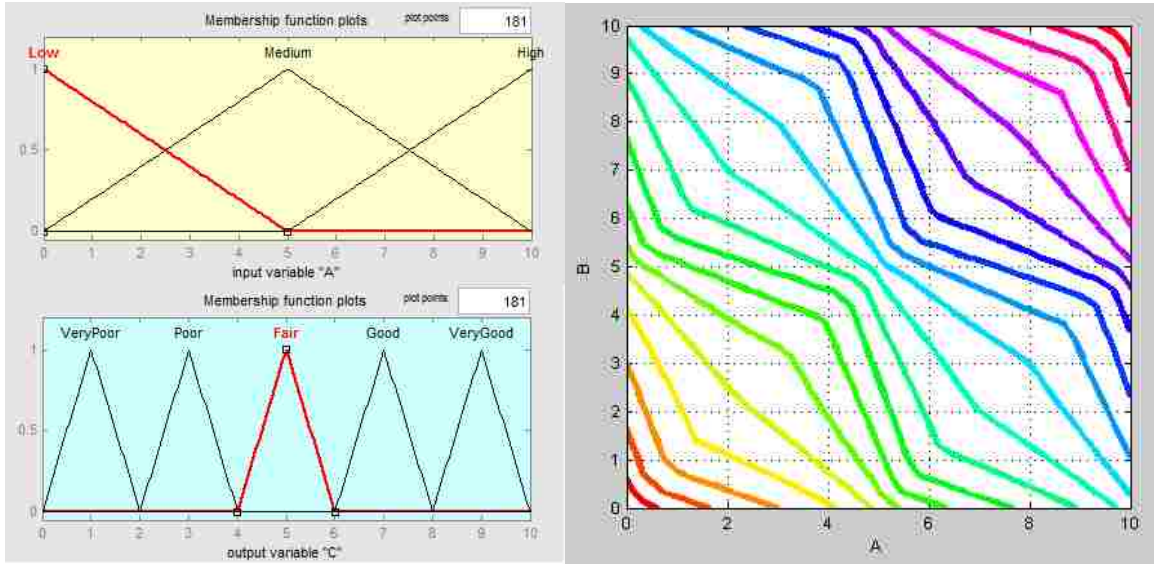 Membership function plots plot points: 181
Low Medium High
1
0.5
0
0 1 2 3 4 5 6 7 8 9 10
input variable "A"
Membership function plots plot points: 181
VeryPoor Poor Fair Good VeryGood
1
0.5
0
0 1 2 3 4 5 6 7 8 9 10
output variable "C"
10
9
8
7
6
5
4
3
2
1
0
B
0 2 4 6 8 10
A